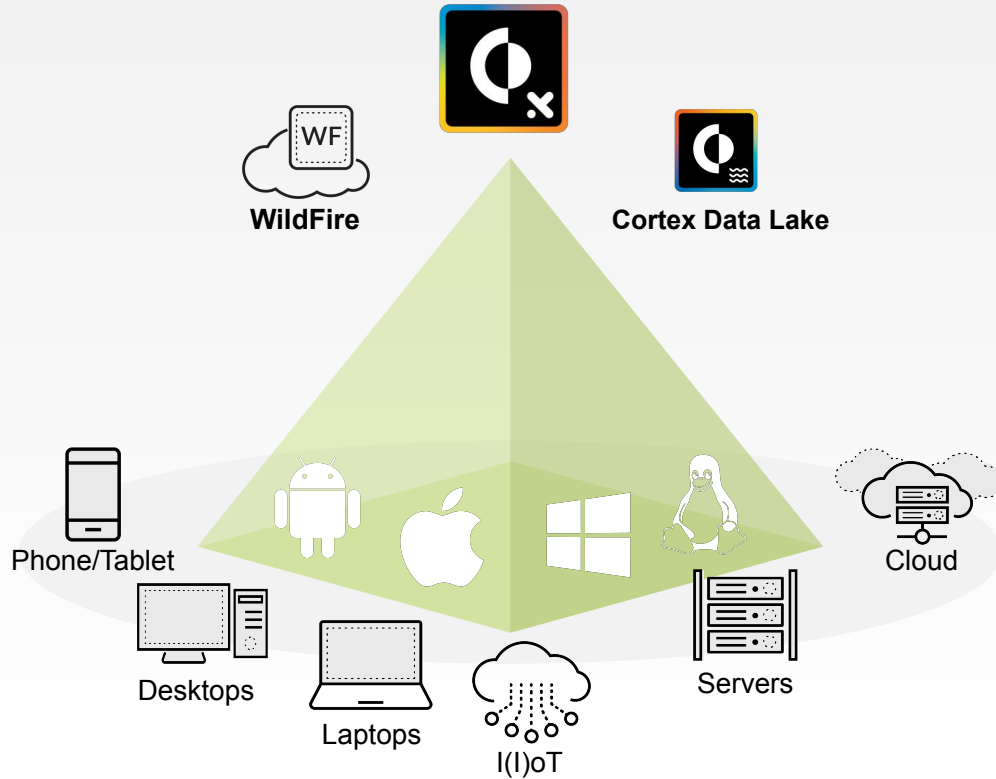 WF
WildFire
Cortex Data Lake
Phone/Tablet
Cloud
Desktops
Servers
Laptops
I(I)oT